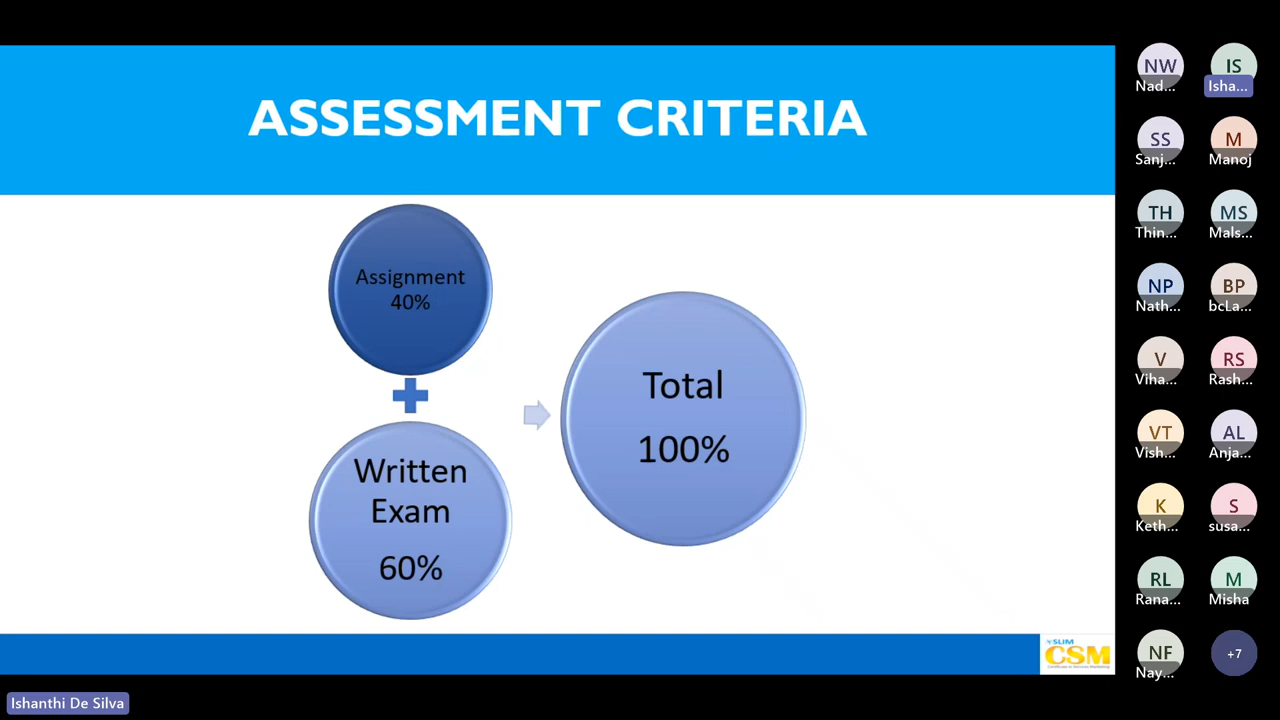 ASSESSMENT CRITERIA
Assignment
40%
Written
Exam
60%
Total
100%
SLIM
CSM
NW
Nad...
IS
Isha...
SS
Sanj...
M
Manoj
TH
Thin...
MS
Mals...
NP
Nath...
BP
bcLa...
V
Viha...
RS
Rash...
VT
Vish...
AL
Anja...
K
Keth...
S
susa...
RL
Rana...
M
Misha
NF
Nay...
+7
Ishanthi De Silva